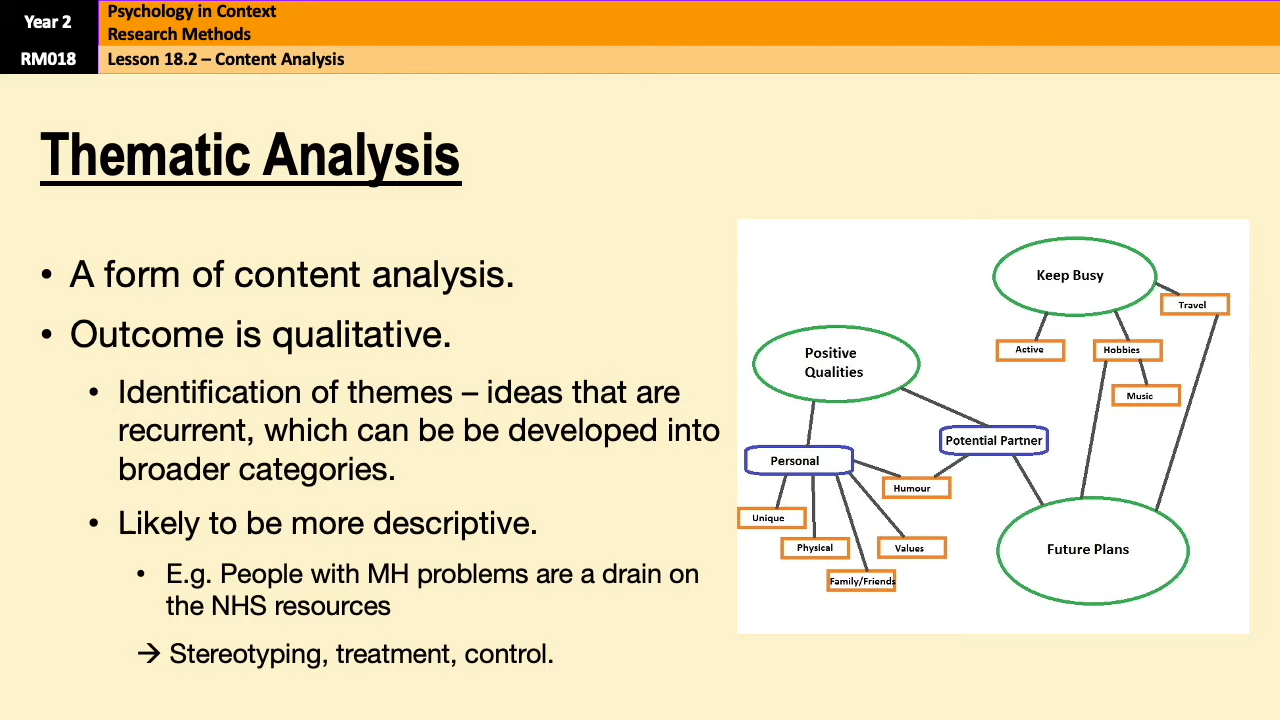 Year 2
Psychology in Context
Research Methods
RM018
Lesson 18.2 – Content Analysis
Thematic Analysis
• A form of content analysis.
• Outcome is qualitative.
• Identification of themes – ideas that are
recurrent, which can be be developed into
broader categories.
• Likely to be more descriptive.
• E.g. People with MH problems are a drain on
the NHS resources
→ Stereotyping, treatment, control.
Keep Busy
Travel
Active
Hobbies
Music
Positive
Qualities
Potential Partner
Personal
Humour
Unique
Physical
Values
Family/Friends
Future Plans